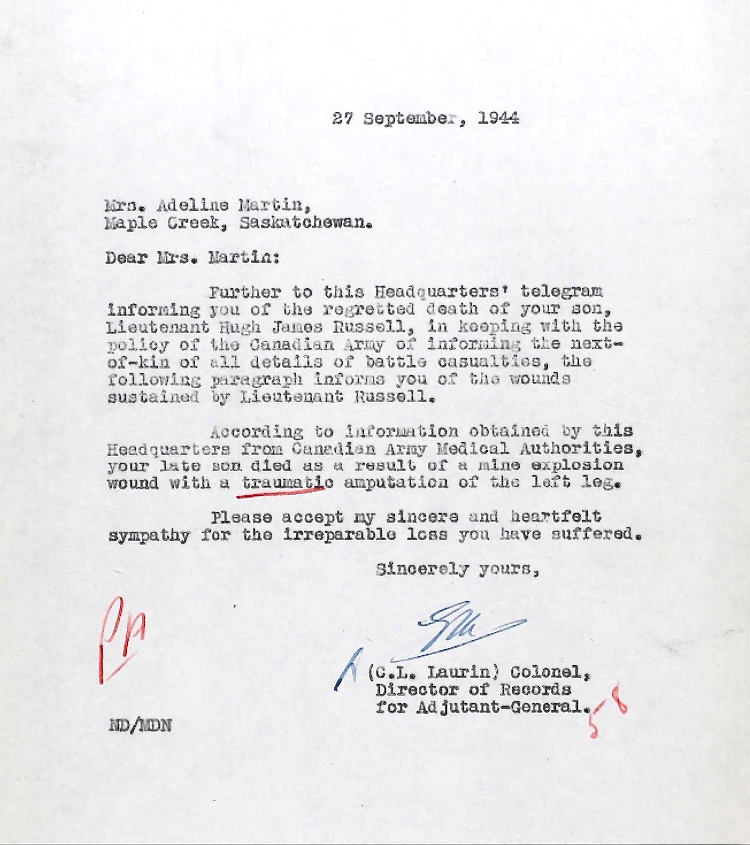 27 September, 1944
Mrs. Adeline Martin,
Maple Creek, Saskatchewan.
Dear Mrs. Martin:
Further to this Headquarters' telegram
informing you of the regretted death of your son,
Lieutenant Hugh James Russell, in keeping with the
policy of the Canadian Army of informing the next-
of-kin of all details of battle casualties, the
following paragraph informs you of the wounds
sustained by Lieutenant Russell.
According to information obtained by this
Headquarters from Canadian Army Medical Authorities,
your late son died as a result of a mine explosion
wound with a traumatic amputation of the left leg.
Please accept my sincere and heartfelt
sympathy for the irreparable loss you have suffered.
Sincerely yours,
(C.L. Laurin) Colonel,
Director of Records
for Adjutant-General.
58
ND/MDN